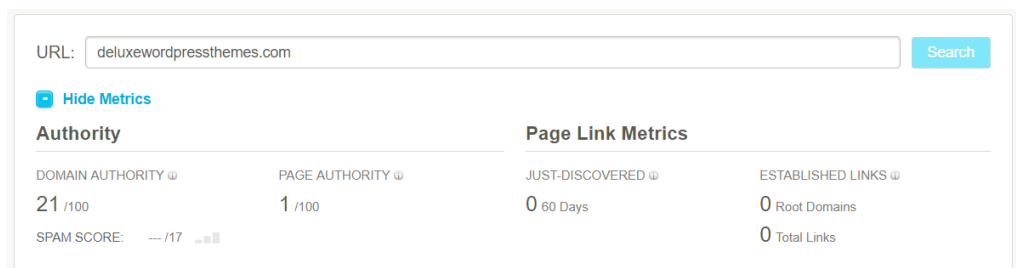 URL: deluxewordpressthemes.com Search
Hide Metrics
Authority
DOMAIN AUTHORITY
21 /100
PAGE AUTHORITY
1 /100
SPAM SCORE: --- /17
Page Link Metrics
JUST-DISCOVERED
0 60 Days
ESTABLISHED LINKS
0 Root Domains
0 Total Links